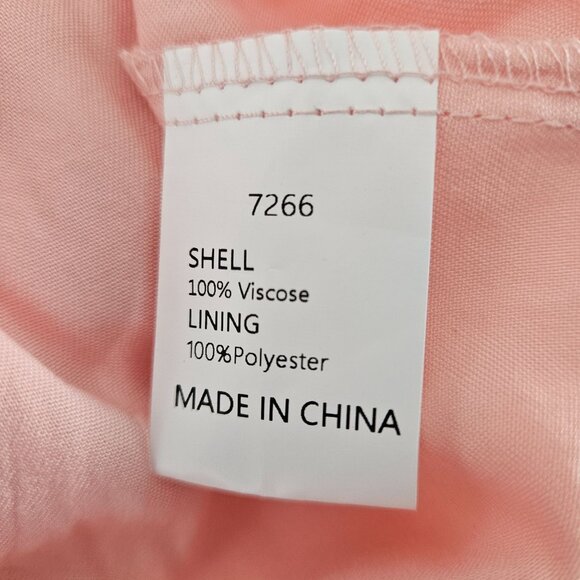 7266
SHELL
100% Viscose
LINING
100%Polyester
MADE IN CHINA